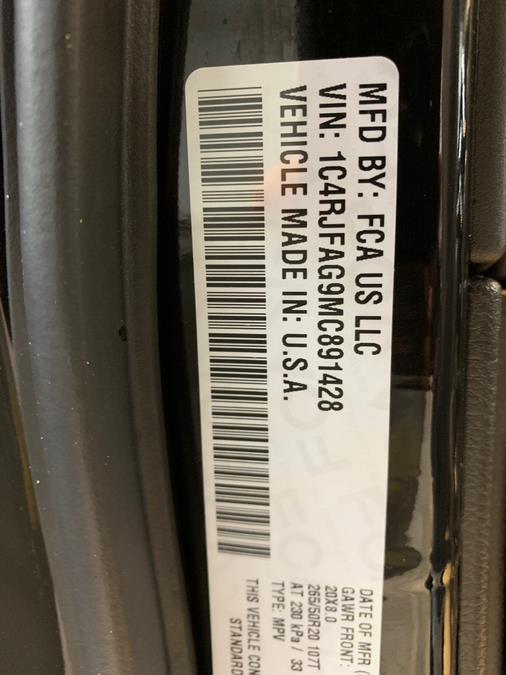 MFD BY: FCA US LLC
VIN: 1C4RJFAG9MC891428
VEHICLE MADE IN: U.S.A.
DATE OF MFR (
GAWR FRONT:
20X8.0
265/50R20 107T
AT 230 kPa / 33
TYPE: MPV
THIS VEHICLE CON
STANDARD